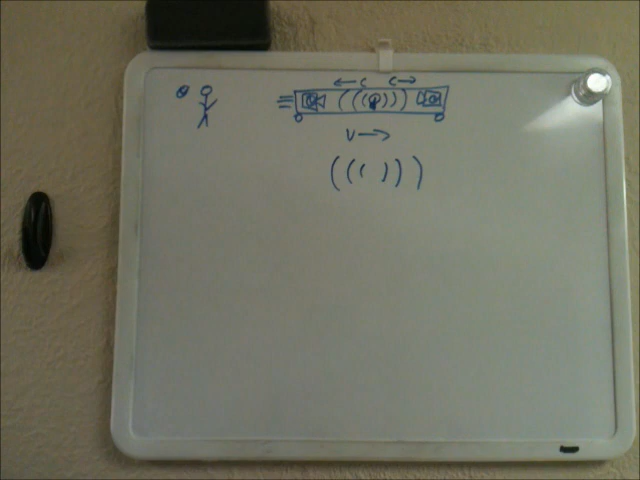 ← c c →
v →